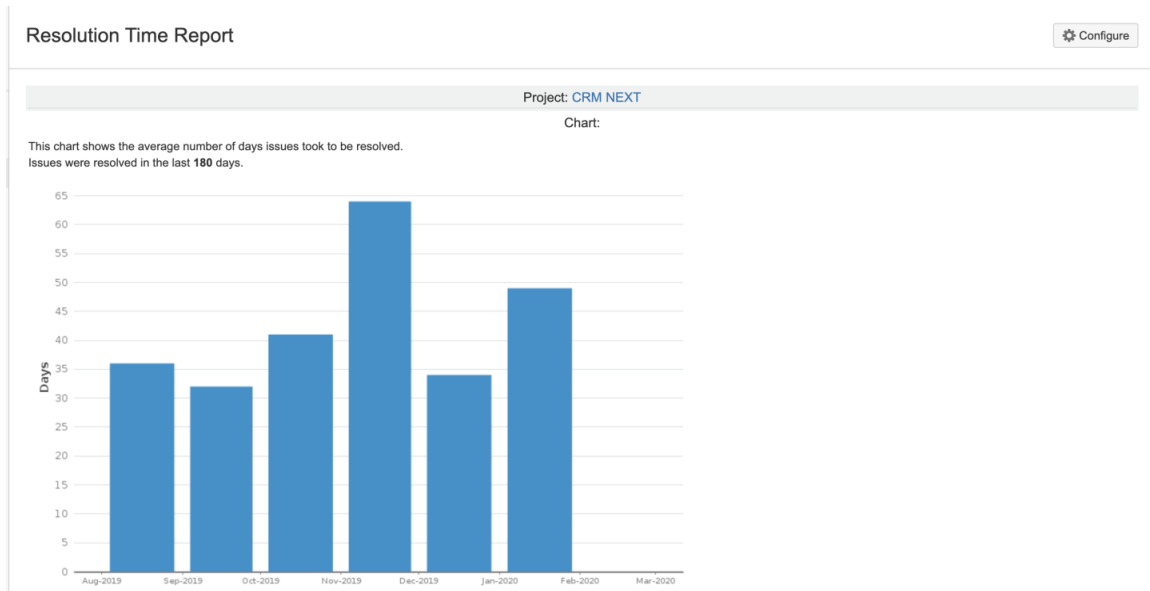 Resolution Time Report
Configure
Project: CRM NEXT
Chart:
This chart shows the average number of days issues took to be resolved.
Issues were resolved in the last 180 days.
65
60
55
50
45
40
35
30
25
20
15
10
5
0
Days
Aug-2019 Sep-2019 Oct-2019 Nov-2019 Dec-2019 Jan-2020 Feb-2020 Mar-2020